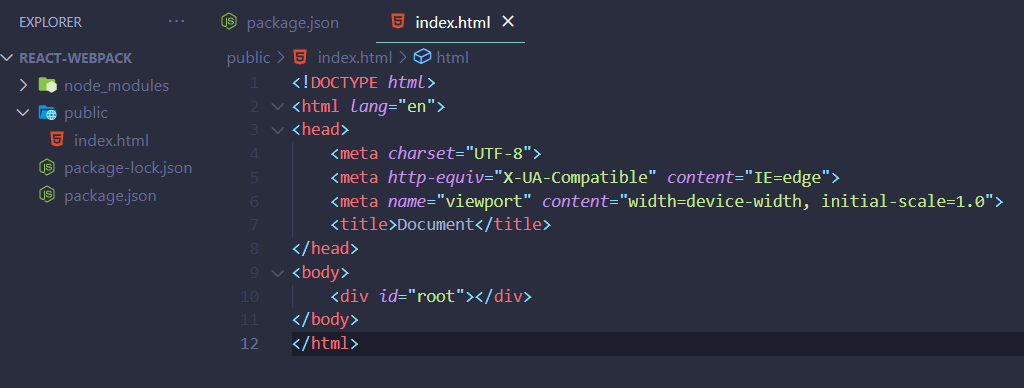 EXPLORER ···
package.json
index.html
REACT-WEBPACK
node_modules
public
index.html
package-lock.json
package.json
public > index.html > html
1 <!DOCTYPE html>
2 <html lang="en">
3 <head>
4     <meta charset="UTF-8">
5     <meta http-equiv="X-UA-Compatible" content="IE=edge">
6     <meta name="viewport" content="width=device-width, initial-scale=1.0">
7     <title>Document</title>
8 </head>
9 <body>
10     <div id="root"></div>
11 </body>
12 </html>